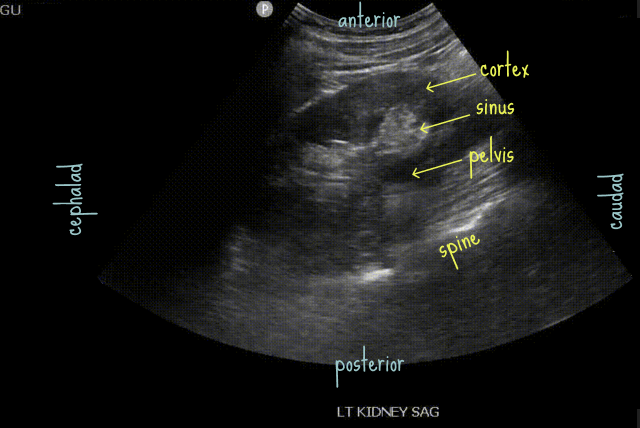 GU
P
anterior
cortex
sinus
pelvis
cephalad
caudad
spine
posterior
LT KIDNEY SAG